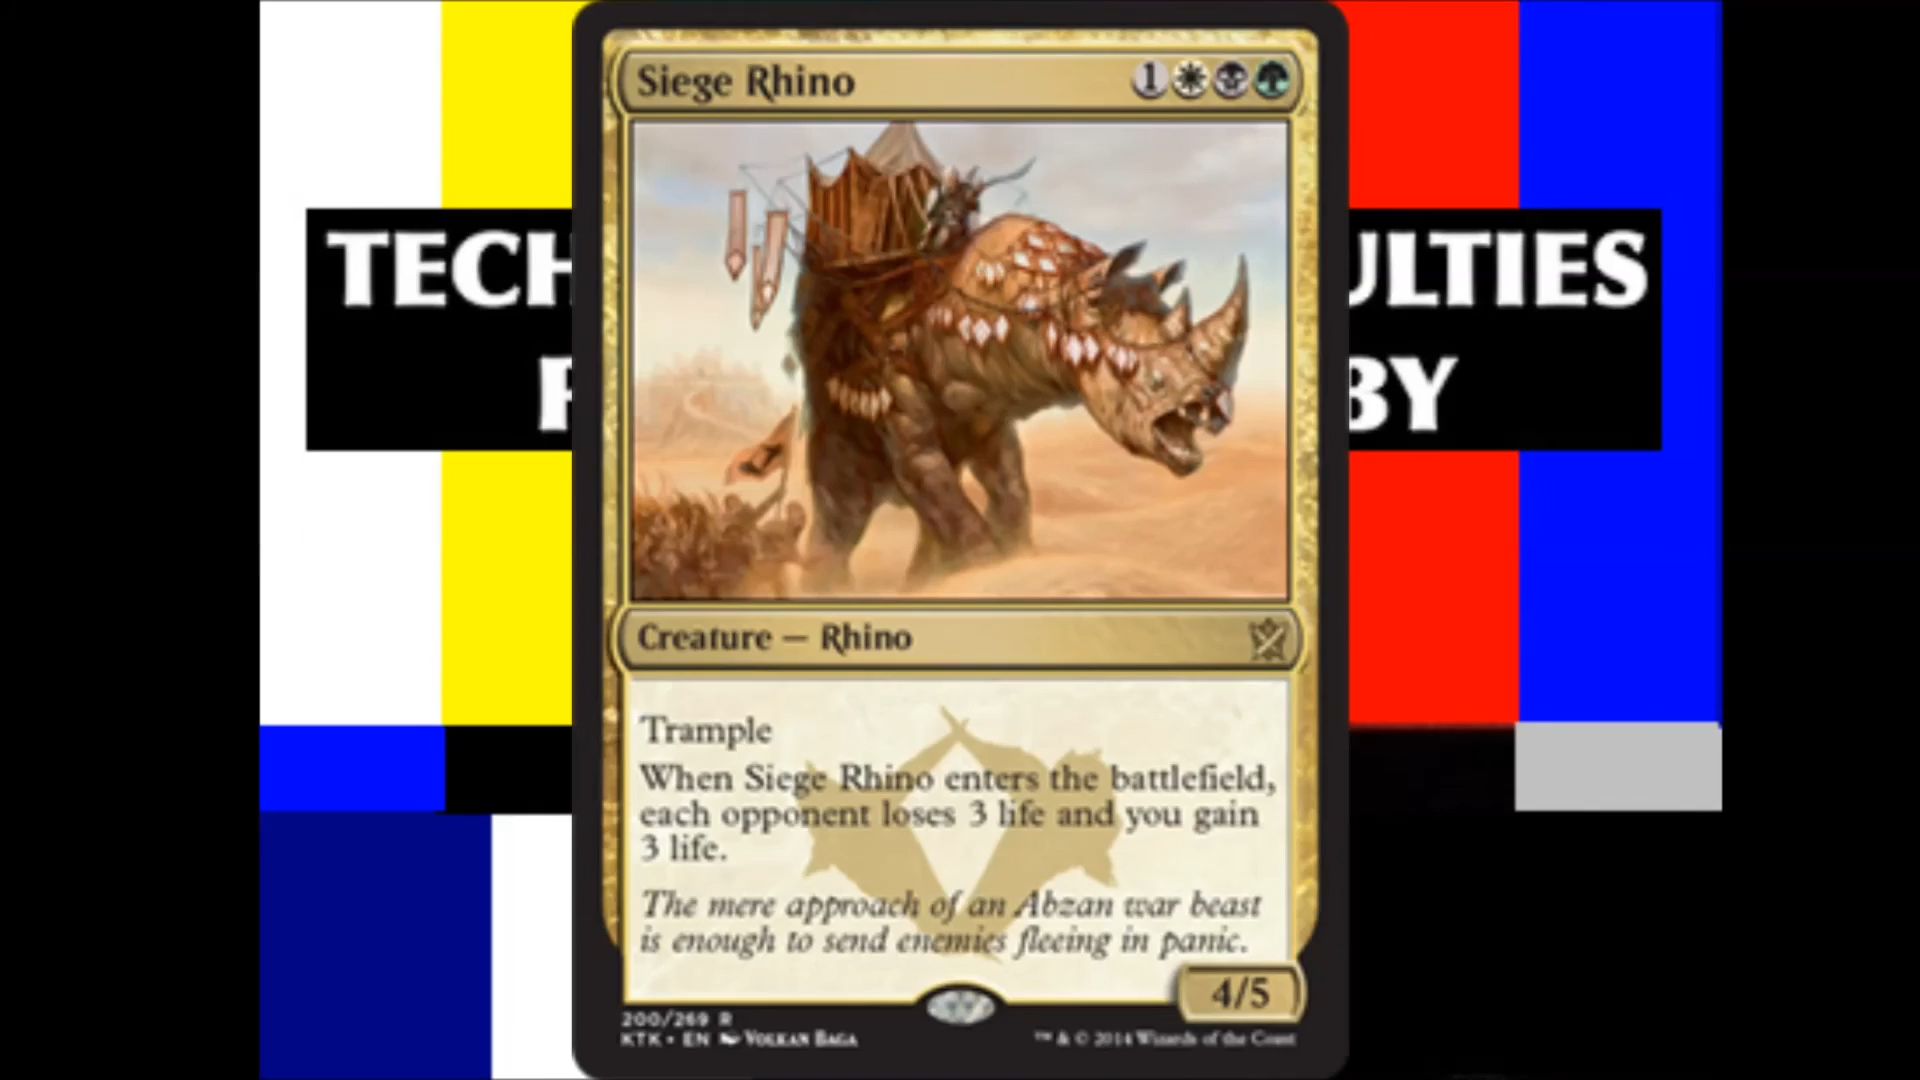 Siege Rhino 1
TECH ULTIES
BY
Creature — Rhino
Trample
When Siege Rhino enters the battlefield,
each opponent loses 3 life and you gain
3 life.
The mere approach of an Abzan war beast
is enough to send enemies fleeing in panic.
4/5
200/269 R
KTK • EN VOLKAN BAGA
™ & © 2014 Wizards of the Coast